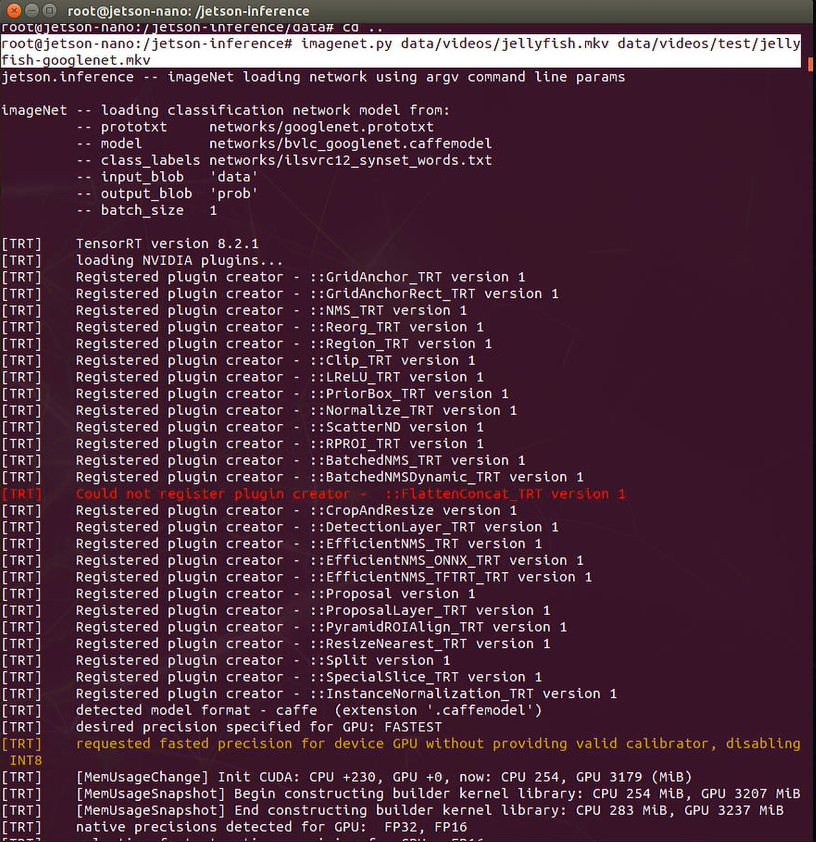 root@jetson-nano: /jetson-inference
root@jetson-nano:/jetson-inference/data# cd ..
root@jetson-nano:/jetson-inference# imagenet.py data/videos/jellyfish.mkv data/videos/test/jelly
fish-googlenet.mkv
jetson.inference -- imageNet loading network using argv command line params
imageNet -- loading classification network model from:
-- prototxt networks/googlenet.prototxt
-- model networks/bvlc_googlenet.caffemodel
-- class_labels networks/ilsvrc12_synset_words.txt
-- input_blob 'data'
-- output_blob 'prob'
-- batch_size 1
[TRT] TensorRT version 8.2.1
[TRT] loading NVIDIA plugins...
[TRT] Registered plugin creator - ::GridAnchor_TRT version 1
[TRT] Registered plugin creator - ::GridAnchorRect_TRT version 1
[TRT] Registered plugin creator - ::NMS_TRT version 1
[TRT] Registered plugin creator - ::Reorg_TRT version 1
[TRT] Registered plugin creator - ::Region_TRT version 1
[TRT] Registered plugin creator - ::Clip_TRT version 1
[TRT] Registered plugin creator - ::LReLU_TRT version 1
[TRT] Registered plugin creator - ::PriorBox_TRT version 1
[TRT] Registered plugin creator - ::Normalize_TRT version 1
[TRT] Registered plugin creator - ::ScatterND version 1
[TRT] Registered plugin creator - ::RPROI_TRT version 1
[TRT] Registered plugin creator - ::BatchedNMS_TRT version 1
[TRT] Registered plugin creator - ::BatchedNMSDynamic_TRT version 1
[TRT] Could not register plugin creator - ::FlattenConcat_TRT version 1
[TRT] Registered plugin creator - ::CropAndResize version 1
[TRT] Registered plugin creator - ::DetectionLayer_TRT version 1
[TRT] Registered plugin creator - ::EfficientNMS_TRT version 1
[TRT] Registered plugin creator - ::EfficientNMS_ONNX_TRT version 1
[TRT] Registered plugin creator - ::EfficientNMS_TFTRT_TRT version 1
[TRT] Registered plugin creator - ::Proposal version 1
[TRT] Registered plugin creator - ::ProposalLayer_TRT version 1
[TRT] Registered plugin creator - ::PyramidROIAlign_TRT version 1
[TRT] Registered plugin creator - ::ResizeNearest_TRT version 1
[TRT] Registered plugin creator - ::Split version 1
[TRT] Registered plugin creator - ::SpecialSlice_TRT version 1
[TRT] Registered plugin creator - ::InstanceNormalization_TRT version 1
[TRT] detected model format - caffe (extension '.caffemodel')
[TRT] desired precision specified for GPU: FASTEST
[TRT] requested fasted precision for device GPU without providing valid calibrator, disabling
INT8
[TRT] [MemUsageChange] Init CUDA: CPU +230, GPU +0, now: CPU 254, GPU 3179 (MiB)
[TRT] [MemUsageSnapshot] Begin constructing builder kernel library: CPU 254 MiB, GPU 3207 MiB
[TRT] [MemUsageSnapshot] End constructing builder kernel library: CPU 283 MiB, GPU 3237 MiB
[TRT] native precisions detected for GPU: FP32, FP16